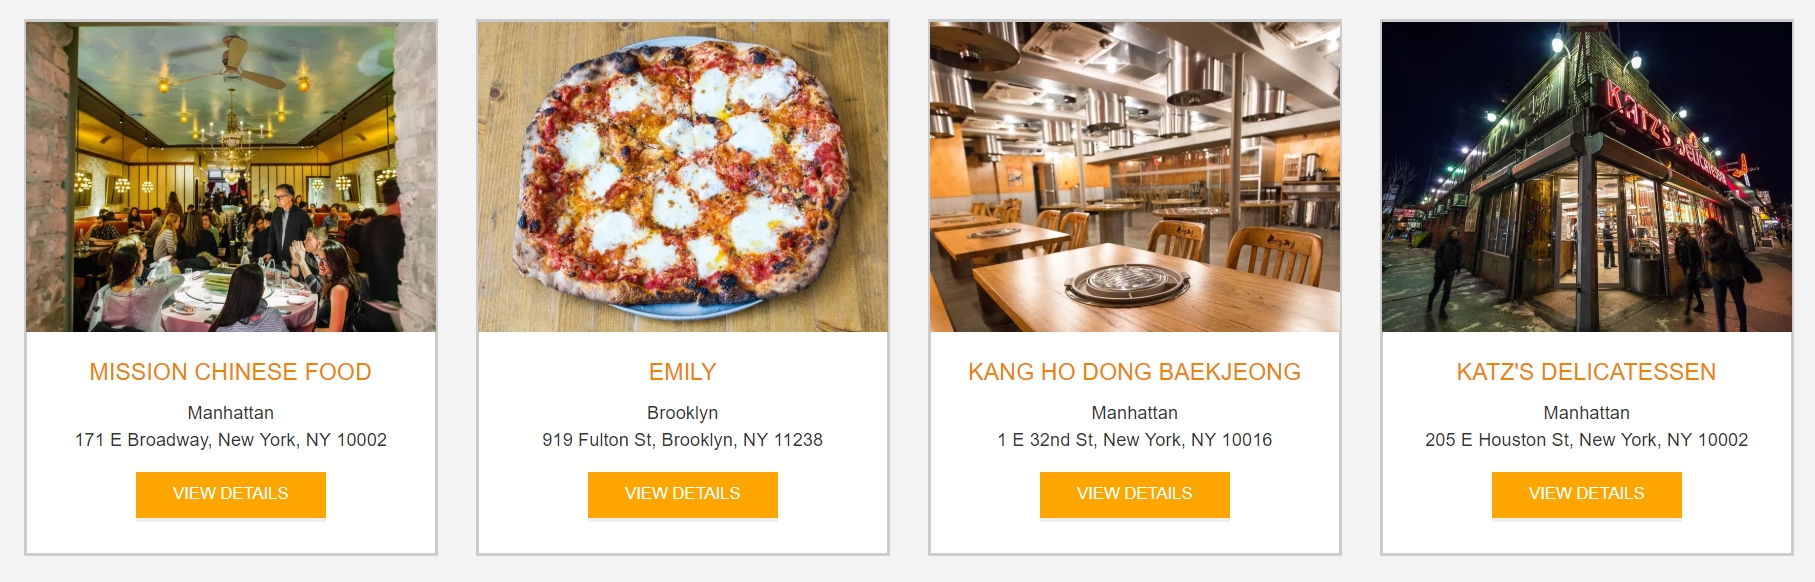 KATZ'S DELICATESSEN
MISSION CHINESE FOOD
Manhattan
171 E Broadway, New York, NY 10002
VIEW DETAILS
EMILY
Brooklyn
919 Fulton St, Brooklyn, NY 11238
VIEW DETAILS
KANG HO DONG BAEKJEONG
Manhattan
1 E 32nd St, New York, NY 10016
VIEW DETAILS
KATZ'S DELICATESSEN
Manhattan
205 E Houston St, New York, NY 10002
VIEW DETAILS